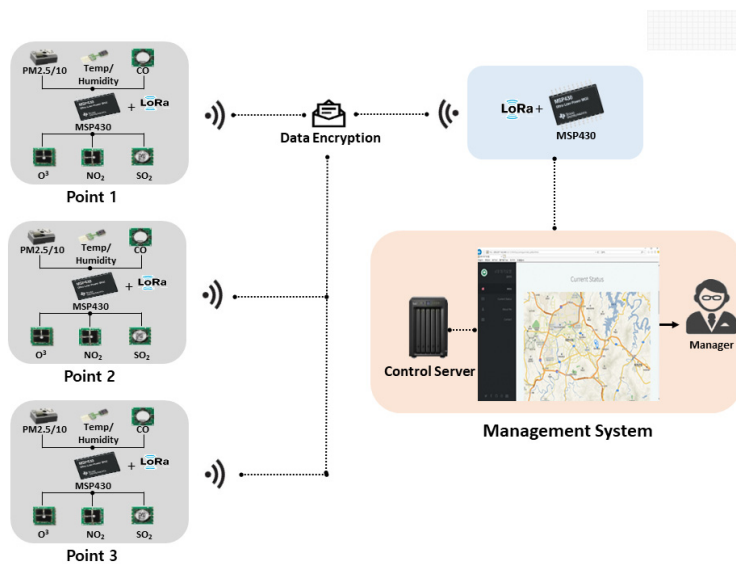 PM2.5/10
Temp/
Humidity
CO
MSP430
+ LoRa
MSP430
O³
NO₂
SO₂
Point 1
PM2.5/10
Temp/
Humidity
CO
+ LoRa
MSP430
O³
NO₂
SO₂
Point 2
PM2.5/10
Temp/
Humidity
CO
+ LoRa
MSP430
O³
NO₂
SO₂
Point 3
Data Encryption
LoRa +
MSP430
MSP430
Current Status
Control Server
Manager
Management System